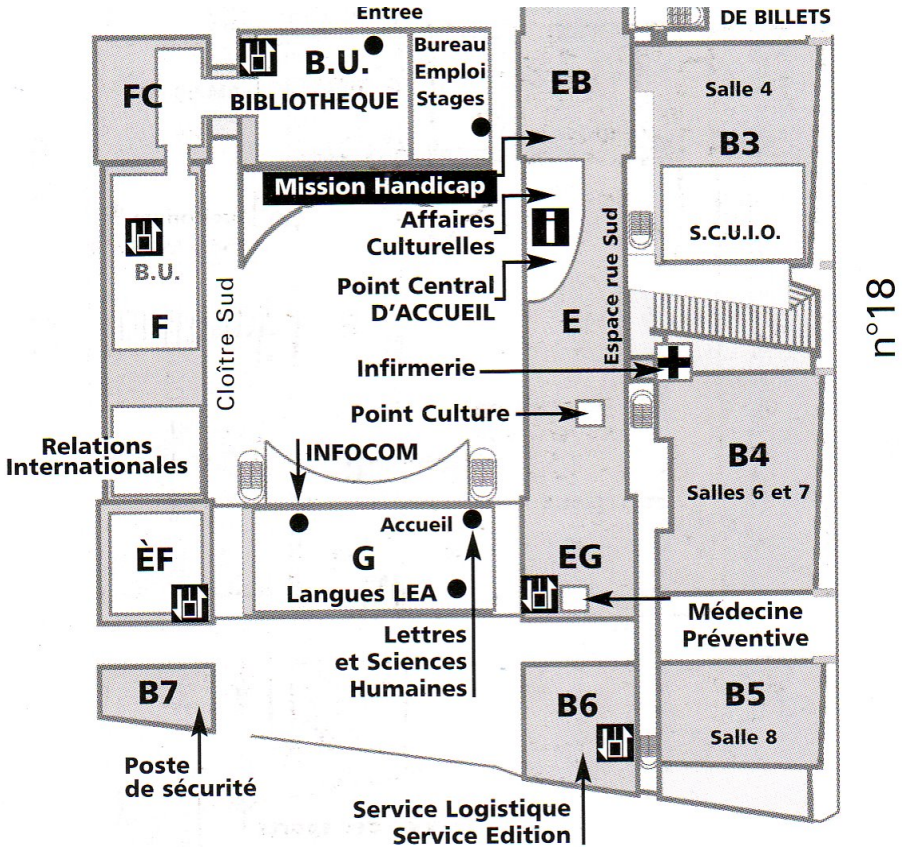 Entree
DE BILLETS
FC
B.U.
BIBLIOTHEQUE
Bureau
Emploi
Stages
EB
Salle 4
B3
Mission Handicap
Affaires
Culturelles
i
S.C.U.I.O.
B.U.
F
Cloître Sud
Point Central
D'ACCUEIL
E
Espace rue Sud
n°18
Infirmerie
Point Culture
Relations
Internationales
INFOCOM
B4
Salles 6 et 7
ÈF
Accueil
G
Langues LEA
EG
Médecine
Préventive
Lettres
et Sciences
Humaines
B7
B6
B5
Salle 8
Poste
de sécurité
Service Logistique
Service Edition